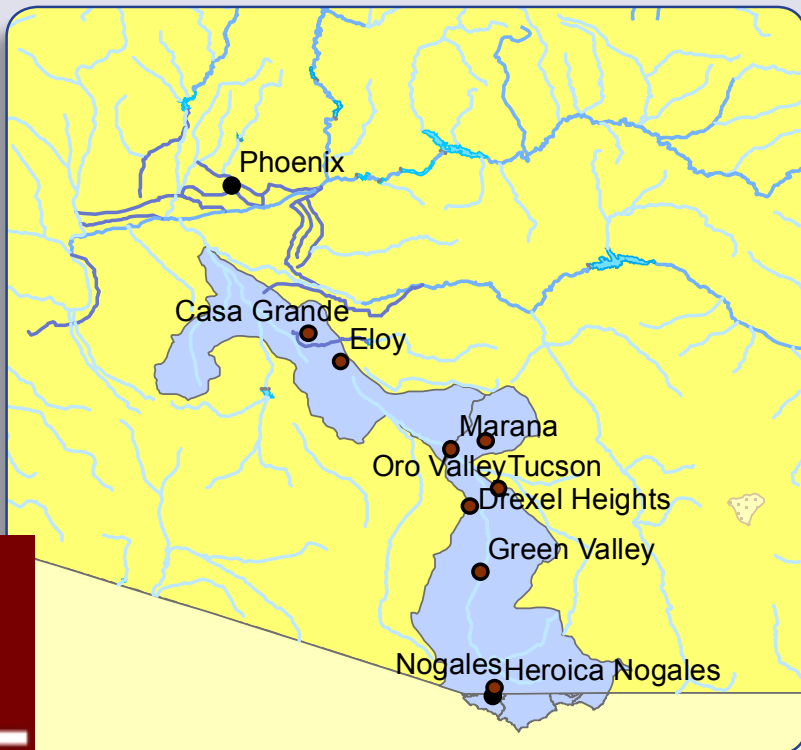 Phoenix
Casa Grande
Eloy
Marana
Oro Valley
Tucson
Drexel Heights
Green Valley
Nogales
Heroica Nogales